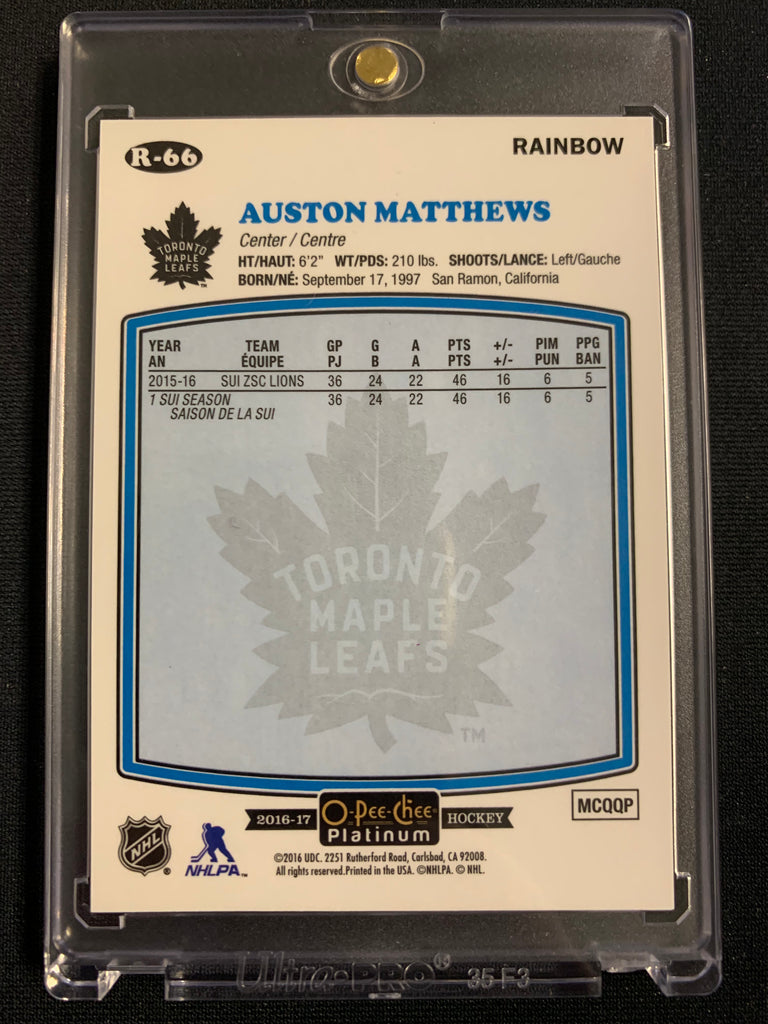 R-66
RAINBOW
AUSTON MATTHEWS
TORONTO
MAPLE
LEAFS
Center / Centre
HT/HAUT: 6'2" WT/PDS: 210 lbs. SHOOTS/LANCE: Left/Gauche
BORN/NÉ: September 17, 1997 San Ramon, California
YEAR TEAM GP G A PTS +/- PIM PPG
AN ÉQUIPE PJ B A PTS +/- PUN BAN
2015-16 SUI ZSC LIONS 36 24 22 46 16 6 5
1 SUI SEASON 36 24 22 46 16 6 5
SAISON DE LA SUI
TORONTO
MAPLE
LEAFS
TM
MCQQP
2016-17 O-Pee-Chee HOCKEY
Platinum
NHL ®
NHLPA™
©2016 UDC. 2251 Rutherford Road, Carlsbad, CA 92008.
All rights reserved.Printed in the USA. ©NHLPA. © NHL.
Ultra•PRO® 35 F3